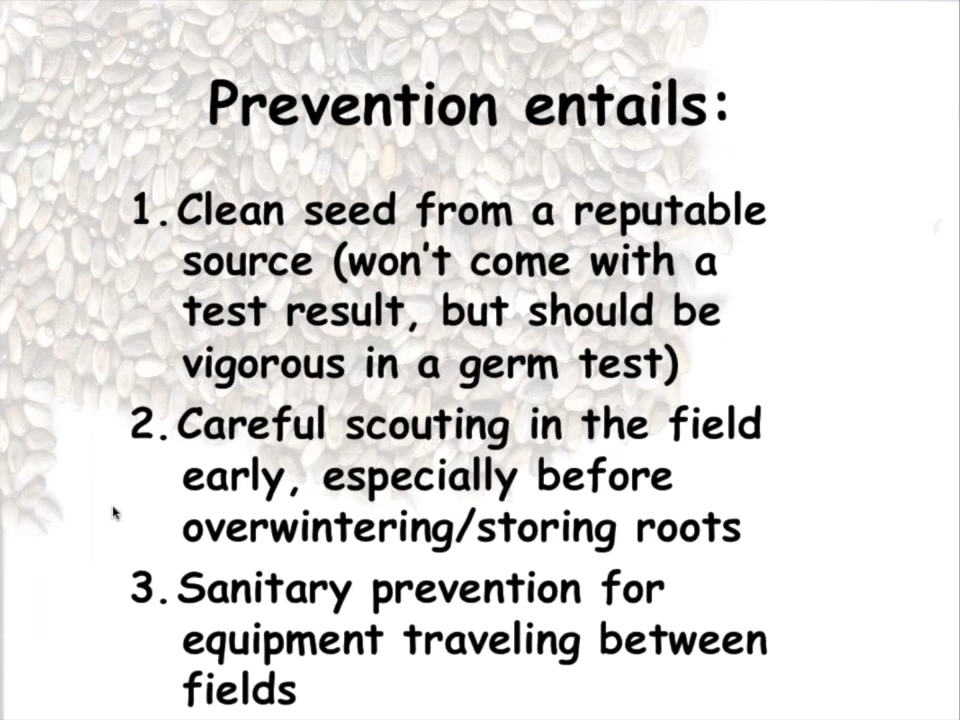 Prevention entails:
1. Clean seed from a reputable
source (won't come with a
test result, but should be
vigorous in a germ test)
2. Careful scouting in the field
early, especially before
overwintering/storing roots
3. Sanitary prevention for
equipment traveling between
fields